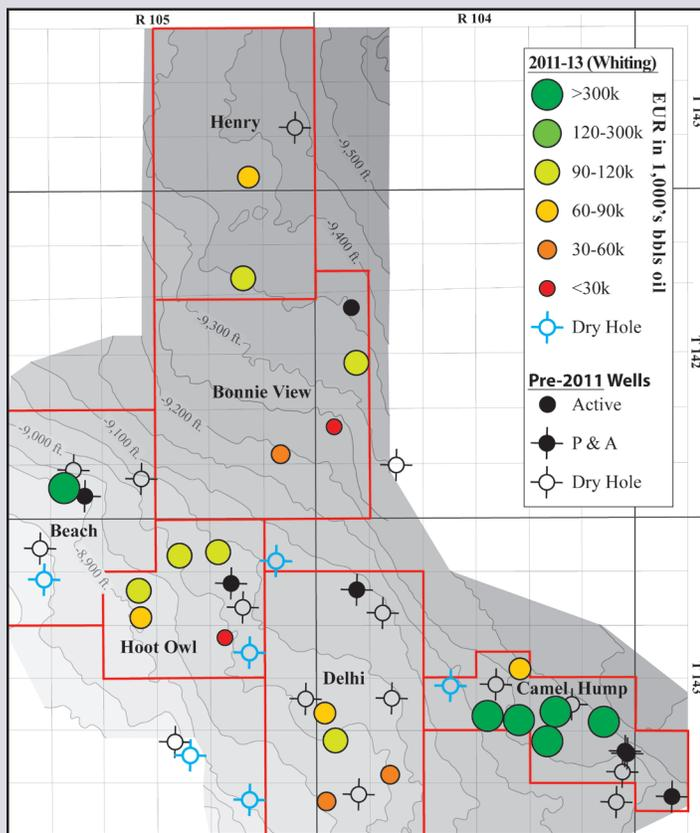 R 105
R 104
2011-13 (Whiting)
>300k
120-300k
90-120k
60-90k
30-60k
<30k
Dry Hole
EUR in 1,000's bbls oil
Pre-2011 Wells
Active
P & A
Dry Hole
T 142
T 143
Henry
-9,500 ft.
-9,400 ft.
-9,300 ft.
Bonnie View
-9,200 ft.
-9,100 ft.
-9,000 ft.
Beach
-8,900 ft.
Hoot Owl
Delhi
Camel Hump